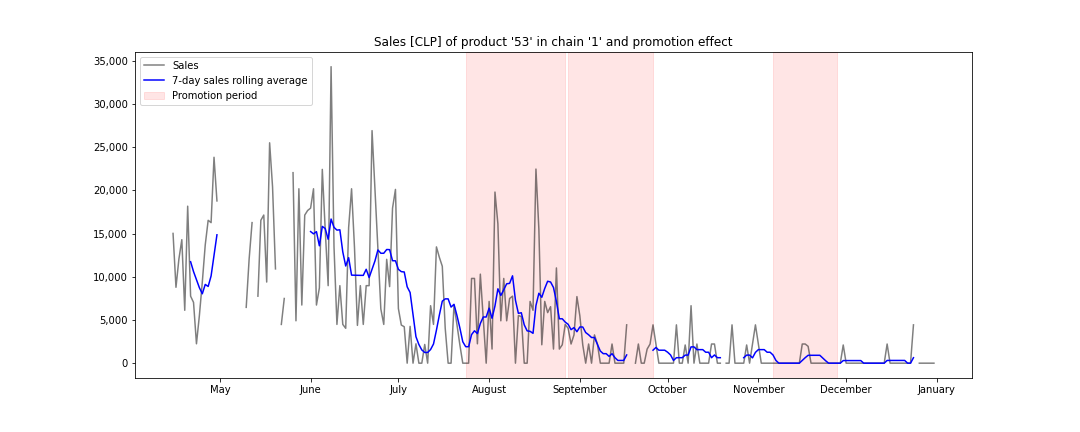 Sales [CLP] of product '53' in chain '1' and promotion effect
35,000
30,000
25,000
20,000
15,000
10,000
5,000
0
Sales
7-day sales rolling average
Promotion period
May
June
July
August
September
October
November
December
January